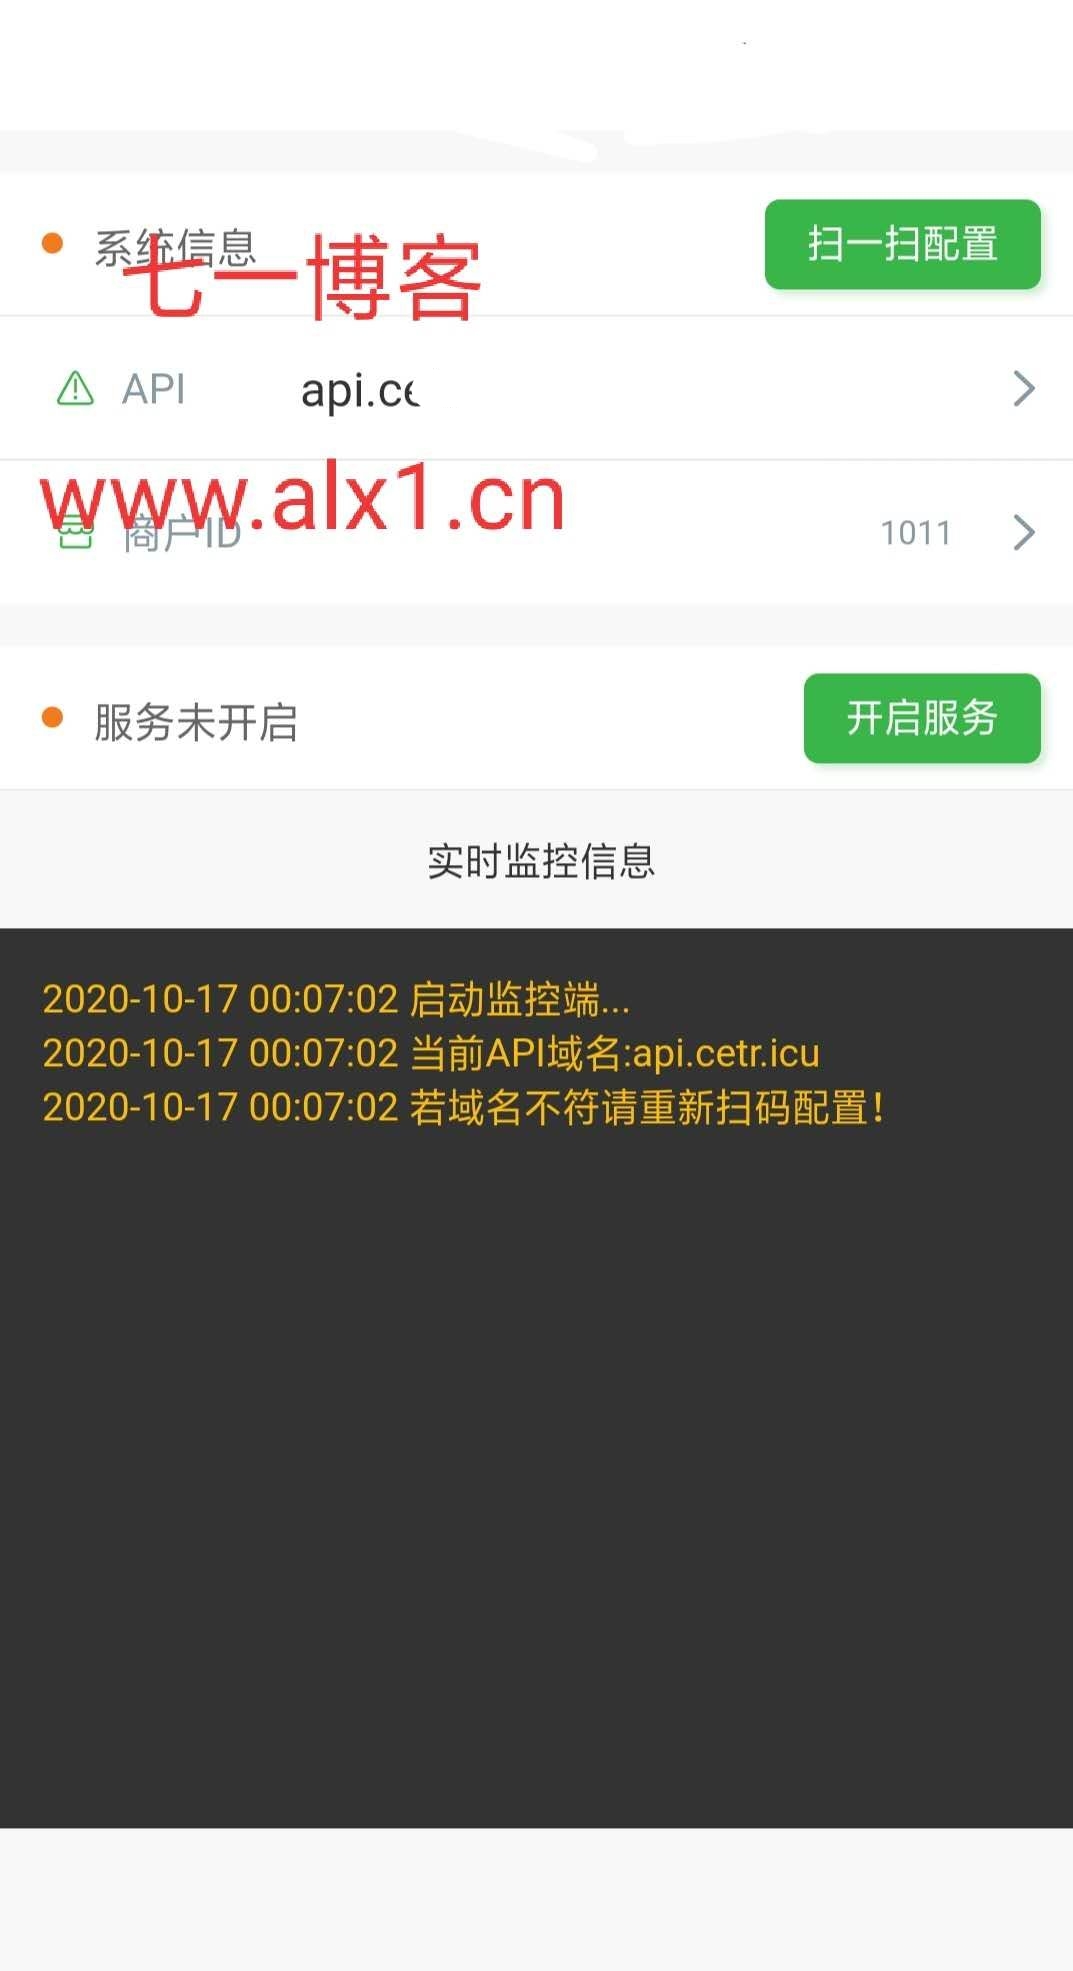 系统信息
扫一扫配置
七一博客
API
api.ce
www.alx1.cn
商户ID
1011
服务未开启
开启服务
实时监控信息
2020-10-17 00:07:02 启动监控端...
2020-10-17 00:07:02 当前API域名:api.cetr.icu
2020-10-17 00:07:02 若域名不符请重新扫码配置！